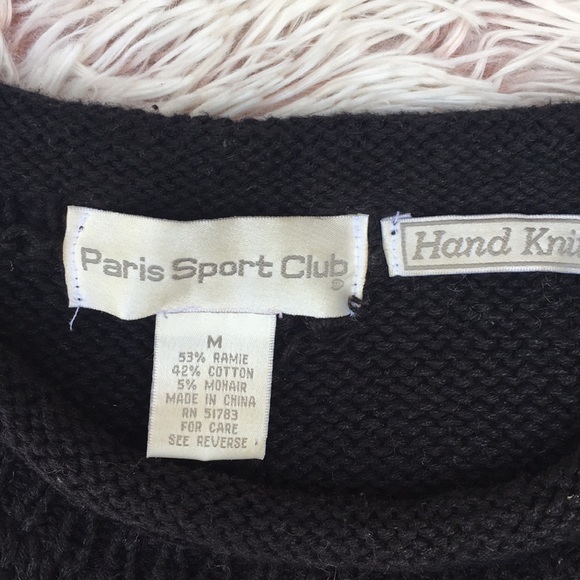 Paris Sport Club®
Hand Kni
M
53% RAMIE
42% COTTON
5% MOHAIR
MADE IN CHINA
RN 51783
FOR CARE
SEE REVERSE